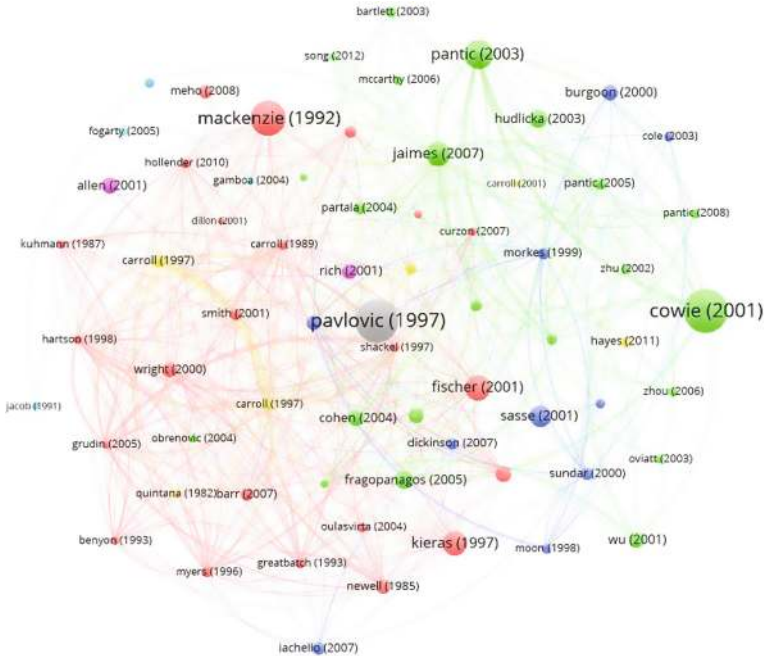 bartlett (2003)
song (2012)
pantic (2003)
mccarthy (2006)
meho (2008)
burgoon (2000)
mackenzie (1992)
hudlicka (2003)
fogarty (2005)
cole (2003)
jaimes (2007)
hollender (2010)
allen (2001)
gamboa (2004)
carroll (2001)
pantic (2005)
partala (2004)
pantic (2008)
dillon (2001)
kuhmann (1987)
carroll (1989)
curzon (2007)
carroll (1997)
morkes (1999)
rich (2001)
zhu (2002)
smith (2001)
pavlovic (1997)
cowie (2001)
hartson (1998)
shackel (1997)
hayes (2011)
wright (2000)
fischer (2001)
zhou (2006)
jacob (1991)
carroll (1997)
cohen (2004)
sasse (2001)
grudin (2005)
obrenovic (2004)
dickinson (2007)
oviatt (2003)
fragopanagos (2005)
sundar (2000)
quintana (1982)
barr (2007)
oulasvirta (2004)
benyon (1993)
kieras (1997)
moon (1998)
wu (2001)
greatbatch (1993)
myers (1996)
newell (1985)
iachello (2007)